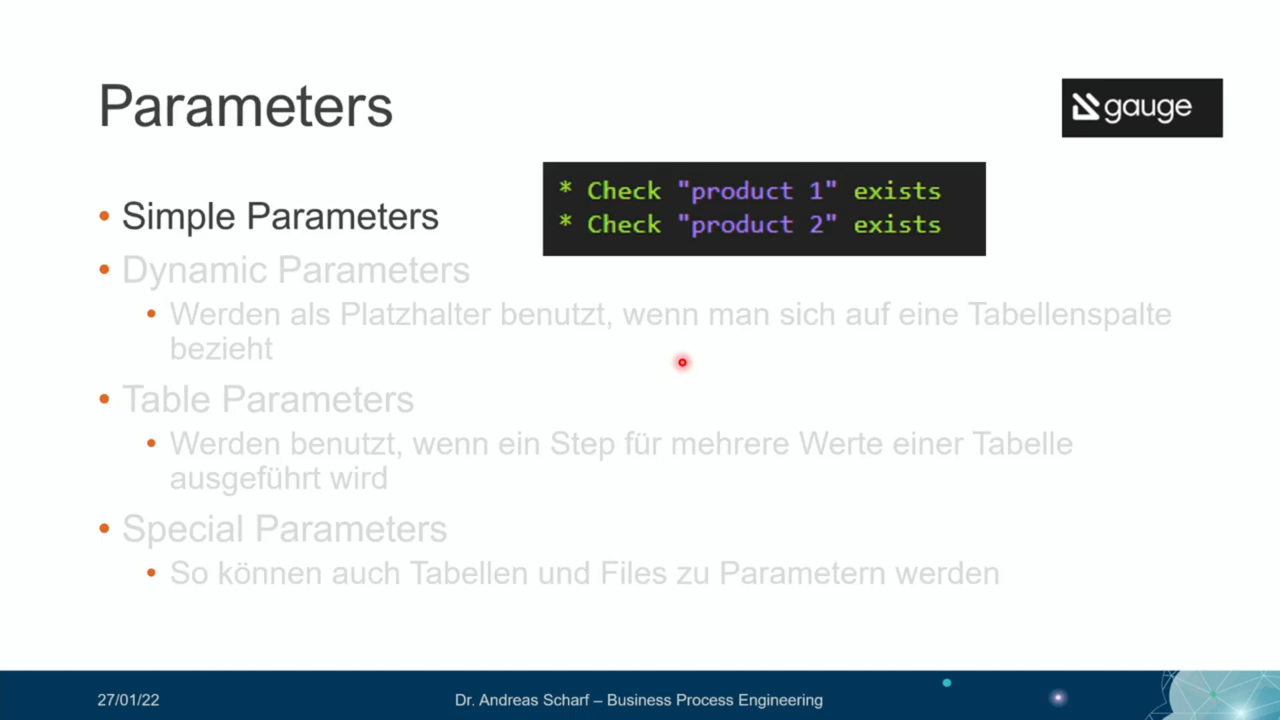 Parameters
gauge
* Check "product 1" exists
* Check "product 2" exists
• Simple Parameters
• Dynamic Parameters
• Werden als Platzhalter benutzt, wenn man sich auf eine Tabellenspalte
bezieht
• Table Parameters
• Werden benutzt, wenn ein Step für mehrere Werte einer Tabelle
ausgeführt wird
• Special Parameters
• So können auch Tabellen und Files zu Parametern werden
27/01/22
Dr. Andreas Scharf – Business Process Engineering